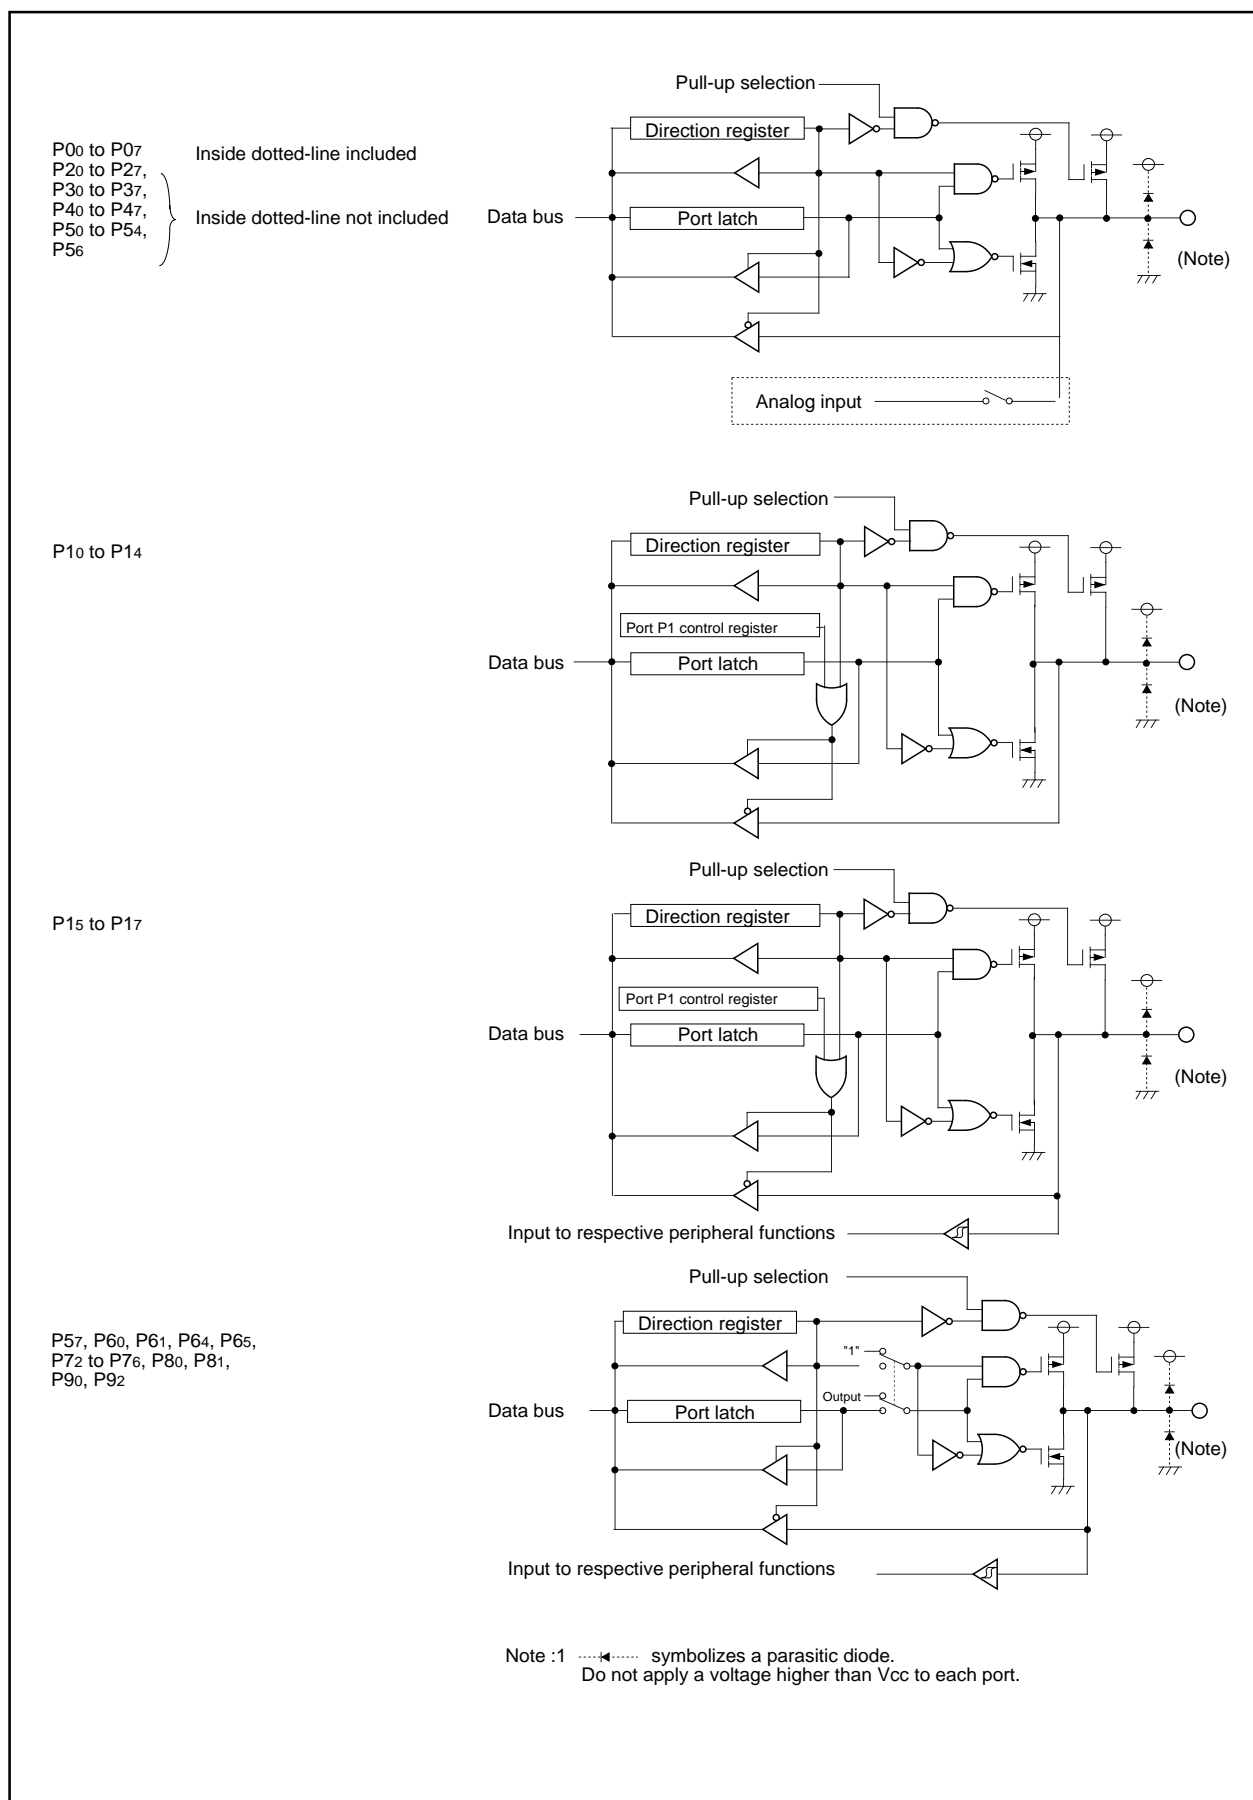 Pull-up selection
Direction register
P00 to P07
Inside dotted-line included
P20 to P27,
P30 to P37,
P40 to P47,
P50 to P54,
P56
Inside dotted-line not included
Data bus
Port latch
(Note)
Analog input
Pull-up selection
P10 to P14
Direction register
Port P1 control register
Data bus
Port latch
(Note)
Pull-up selection
P15 to P17
Direction register
Port P1 control register
Data bus
Port latch
(Note)
Input to respective peripheral functions
Pull-up selection
P57, P60, P61, P64, P65,
P72 to P76, P80, P81,
P90, P92
Direction register
"1"
Output
Data bus
Port latch
(Note)
Input to respective peripheral functions
Note :1 symbolizes a parasitic diode.
Do not apply a voltage higher than Vcc to each port.